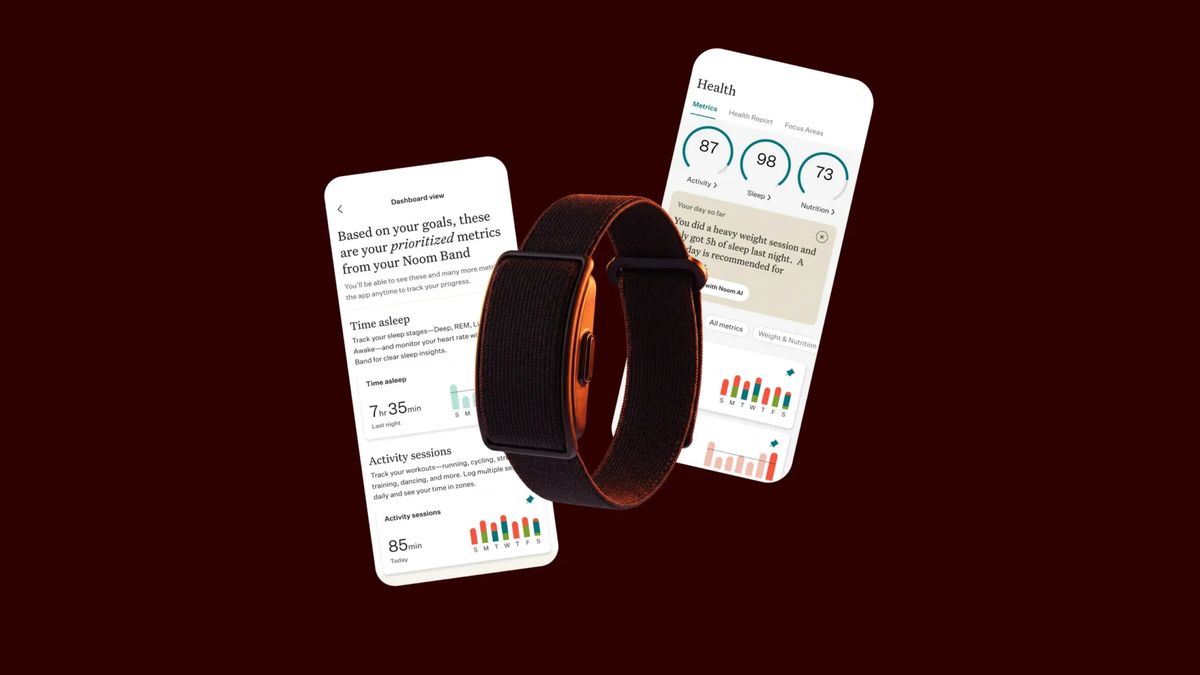 Dashboard view
Based on your goals, these
are your prioritized metrics
from your Noom Band
You'll be able to see these and many more
the app anytime to track your progress.
Time asleep
Track your sleep stages—Deep, REM,
Awake—and monitor your heart rate
Band for clear sleep insights.
Time asleep
7hr 35min
Last night
S M
Activity sessions
Track your workouts—running, cycling,
training, dancing, and more. Log multiple
daily and see your time in zones.
Activity sessions
85min
Today
S M T W T F S
Health
Metrics
Health Report
Focus Areas
87
98
73
Activity >
Sleep >
Nutrition >
Your day so far
You did a heavy weight session and
got 5h of sleep last night. A
is recommended for
with Noom AI
All metrics
Weight & Nutrition
S M T W T F S